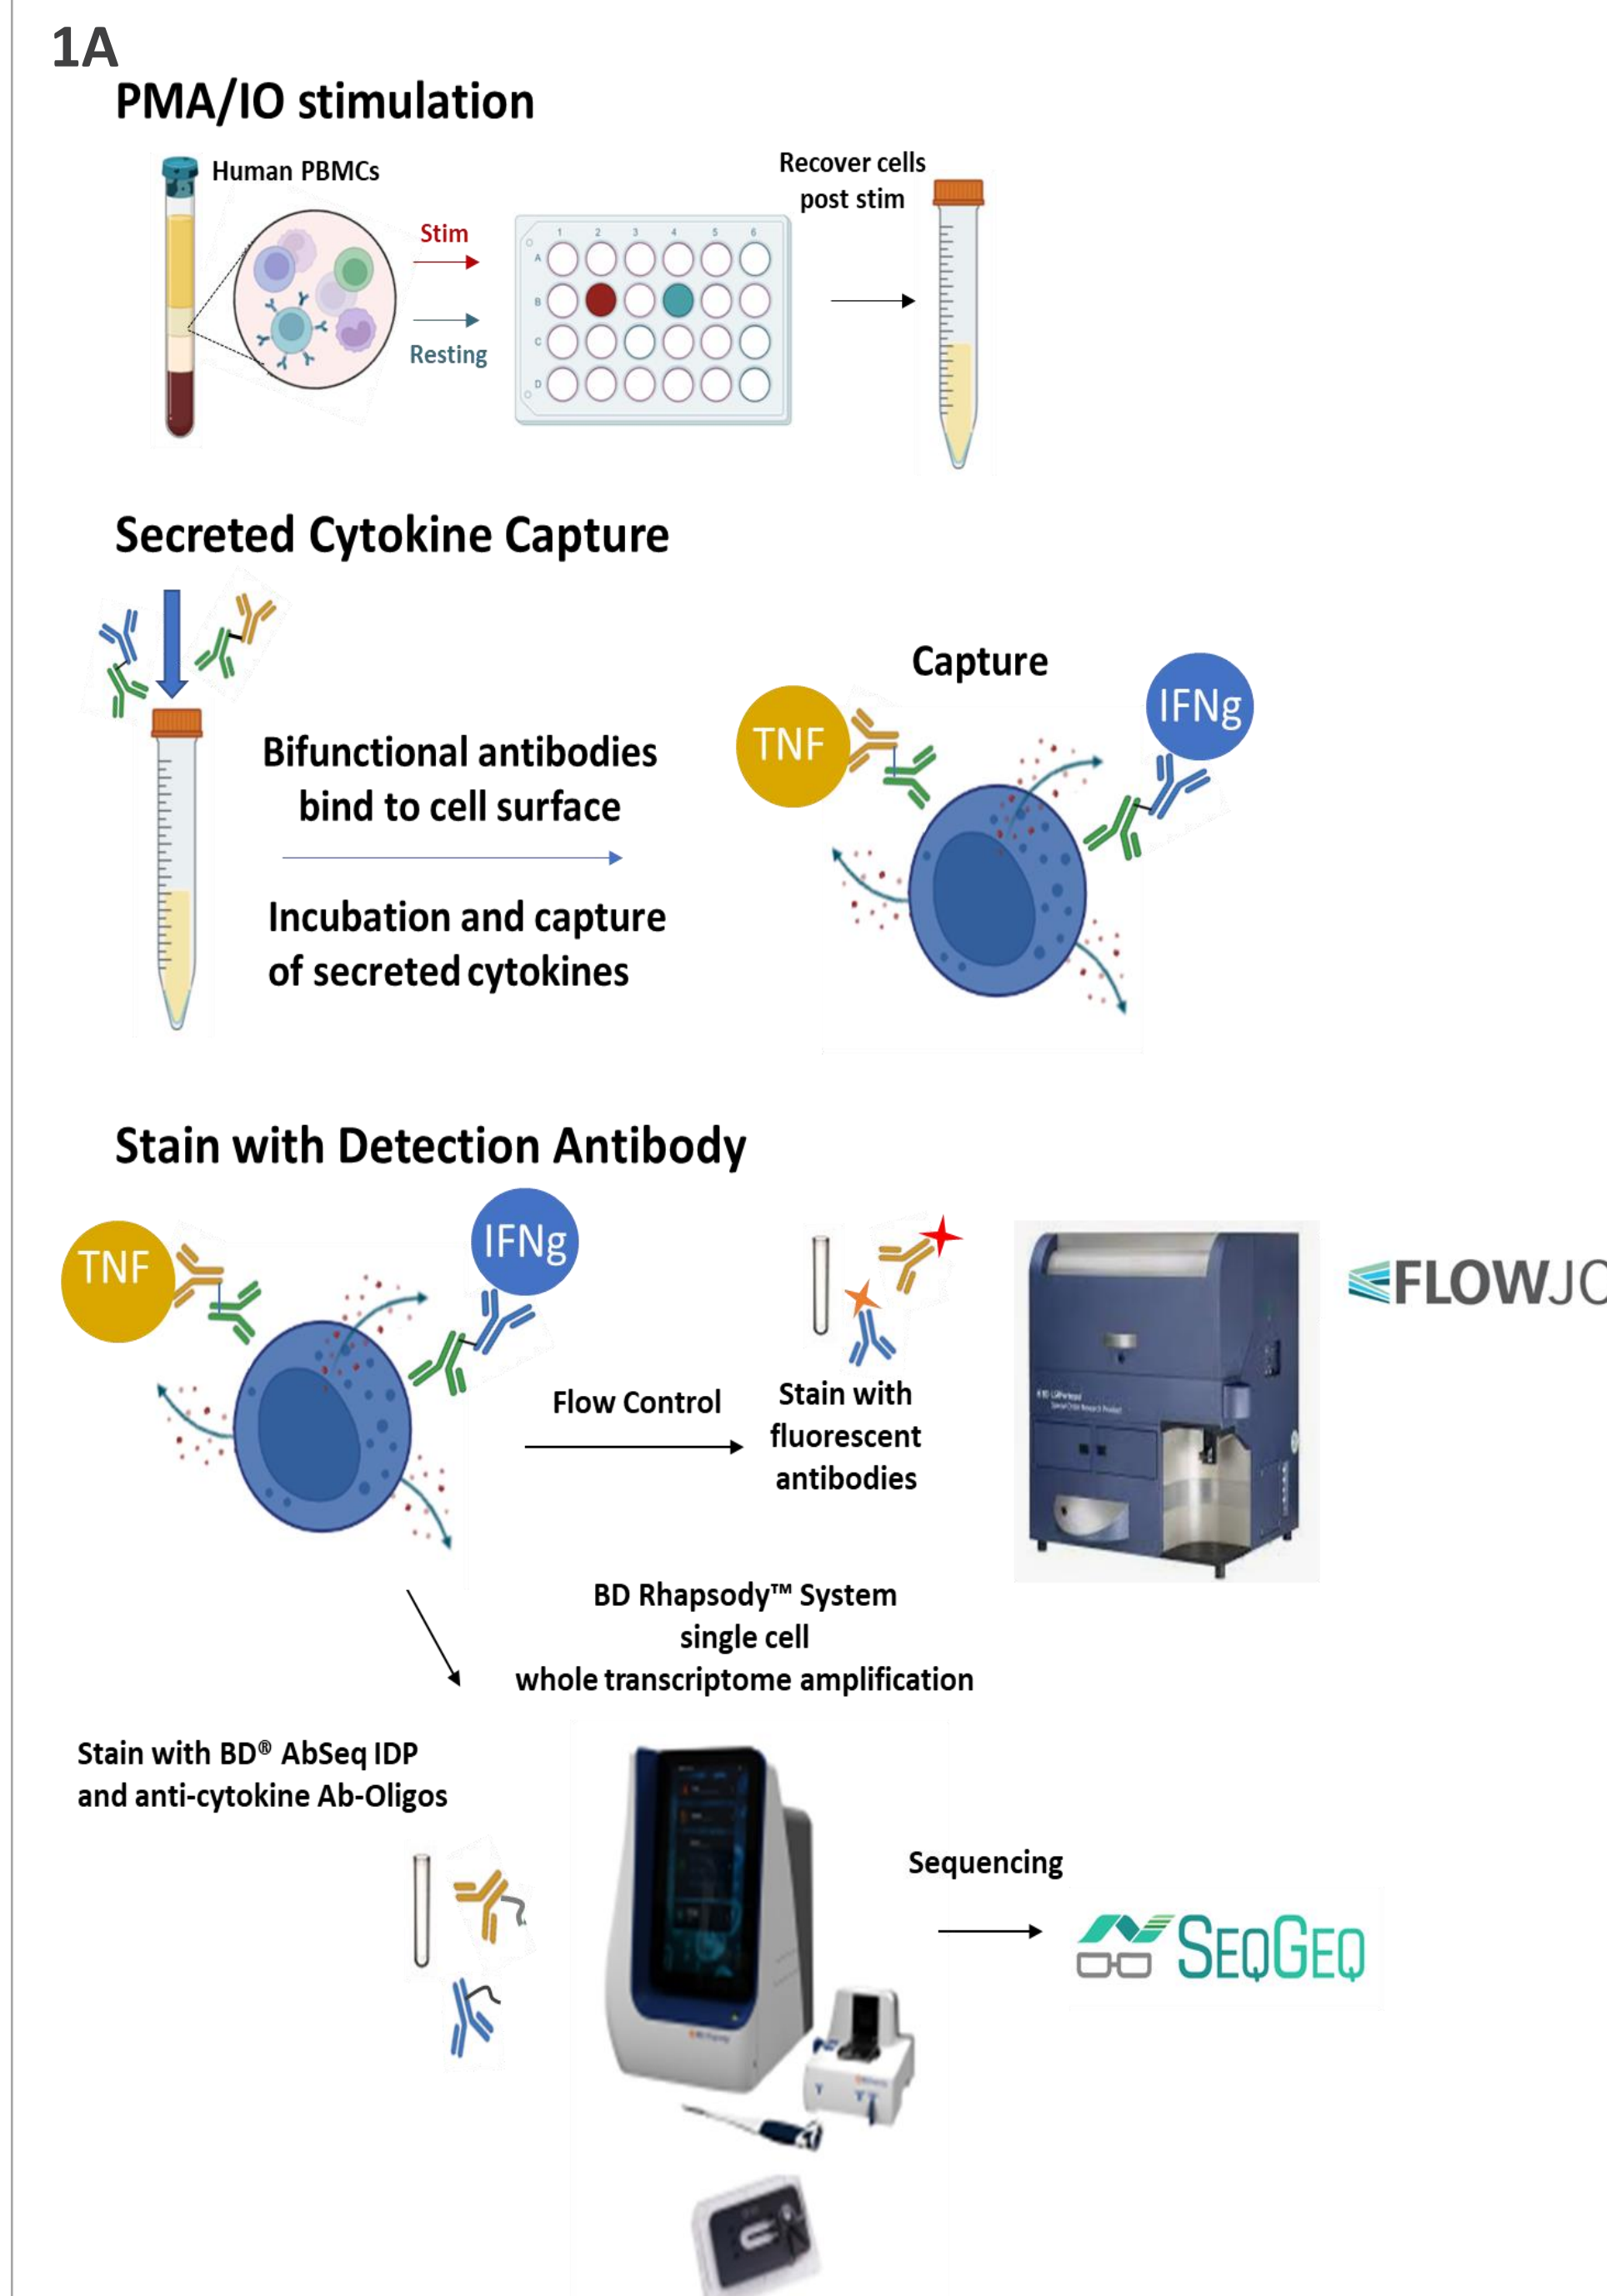 1A
PMA/IO stimulation
Human PBMCs
Stim
Resting
1 2 3 4 5 6
A
B
C
D
Recover cells
post stim
Secreted Cytokine Capture
Bifunctional antibodies
bind to cell surface
Incubation and capture
of secreted cytokines
Capture
TNF
IFNg
Stain with Detection Antibody
TNF
IFNg
Flow Control
Stain with
fluorescent
antibodies
FLOWJO
BD Rhapsody™ System
single cell
whole transcriptome amplification
Stain with BD® AbSeq IDP
and anti-cytokine Ab-Oligos
Sequencing
SEQGEQ